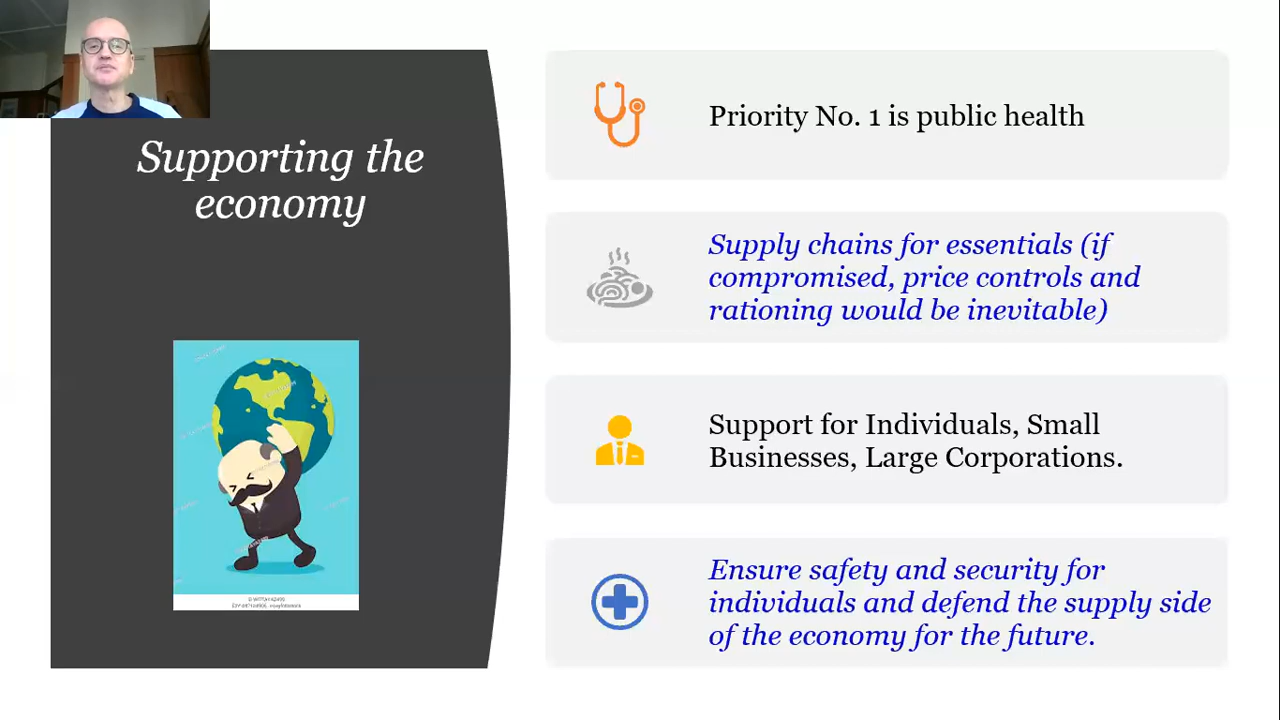 Supporting the
economy
Priority No. 1 is public health
Supply chains for essentials (if
compromised, price controls and
rationing would be inevitable)
Support for Individuals, Small
Businesses, Large Corporations.
Ensure safety and security for
individuals and defend the supply side
of the economy for the future.